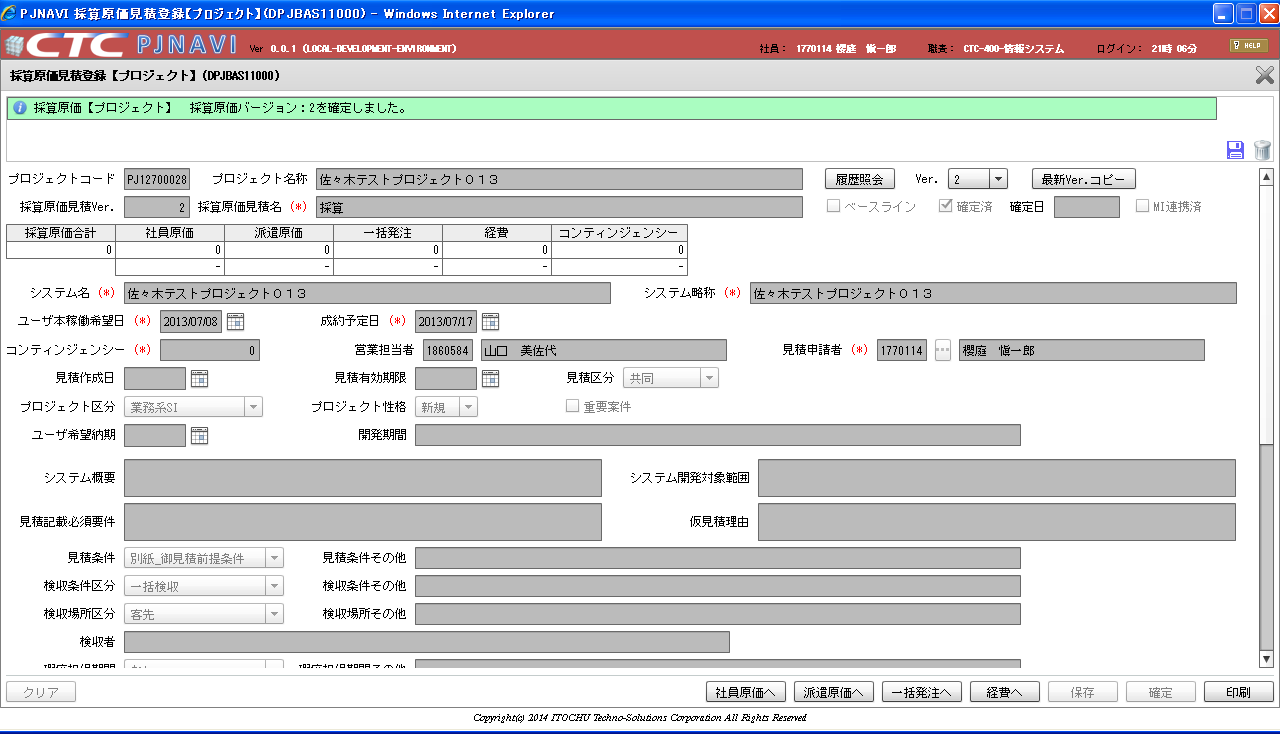 PJNAVI 採算原価見積登録【プロジェクト】(DPJBAS11000) - Windows Internet Explorer
CTC PJNAVI Ver 0.0.1 (LOCAL-DEVELOPMENT-ENVIRONMENT) 社員： 1770114 櫻庭 愼一郎 職責： CTC-400-情報システム ログイン： 21時 06分 ? HELP
採算原価見積登録【プロジェクト】(DPJBAS11000)
採算原価【プロジェクト】 採算原価バージョン：2を確定しました。
プロジェクトコード PJ12700028 プロジェクト名称 佐々木テストプロジェクト０１３ 履歴照会 Ver. 2 最新Ver.コピー
採算原価見積Ver. 2 採算原価見積名 (*) 採算 ベースライン 確定済 確定日 MI連携済
採算原価合計 社員原価 派遣原価 一括発注 経費 コンティンジェンシー
0 0 0 0 0 0
- - - - -
システム名 (*) 佐々木テストプロジェクト０１３ システム略称 (*) 佐々木テストプロジェクト０１３
ユーザ本稼働希望日 (*) 2013/07/08 成約予定日 (*) 2013/07/17
コンティンジェンシー (*) 0 営業担当者 1860584 山口 美佐代 見積申請者 (*) 1770114 ... 櫻庭 愼一郎
見積作成日 見積有効期限 見積区分 共同
プロジェクト区分 業務系SI プロジェクト性格 新規 重要案件
ユーザ希望納期 開発期間
システム概要 システム開発対象範囲
見積記載必須要件 仮見積理由
見積条件 別紙_御見積前提条件 見積条件その他
検収条件区分 一括検収 検収条件その他
検収場所区分 客先 検収場所その他
検収者
クリア 社員原価へ 派遣原価へ 一括発注へ 経費へ 保存 確定 印刷
Copyright(c) 2014 ITOCHU Techno-Solutions Corporation All Rights Reserved